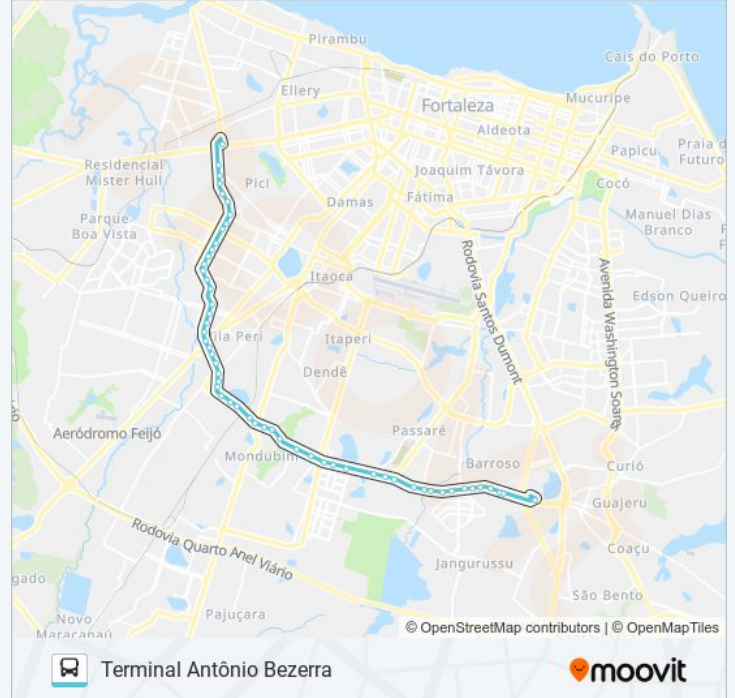 Pirambu
Cais do Porto
Ellery
Mucuripe
Fortaleza
Aldeota
Papicu
Praia d
Futuro
Residencial
Mister Hull
Joaquim Távora
Pici
Cocó
Damas
Fátima
Parque
Boa Vista
Manuel Dias
Branco
F
F
Rodovia Santos Dumont
Avenida Washington Soare
Itaoca
Edson Queiro
ila Peri
Itaperi
Dendê
Passaré
Aeródromo Feijó
Mondubim
Barroso
Curió
Guajeru
Rodovia Quarto Anel Viário
Coaçu
Jangurussu
gado
São Bento
Novo
Maracanaú
Pajuçara
© OpenStreetMap contributors | © OpenMapTiles
Terminal Antônio Bezerra
moovit